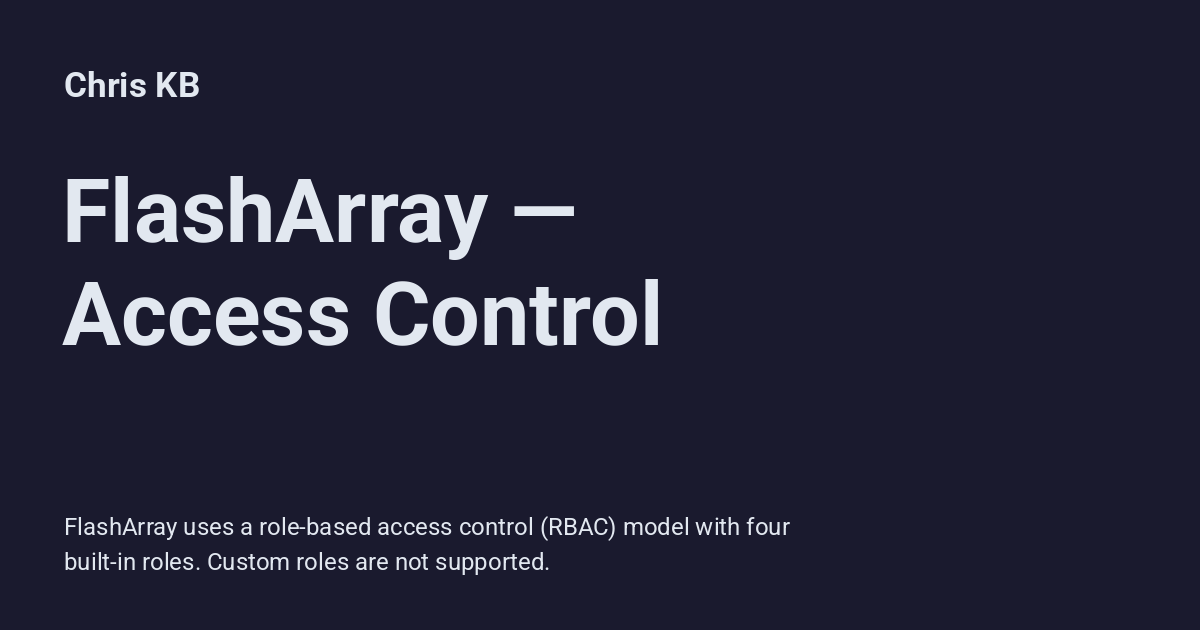 Chris KB
FlashArray —
Access Control
FlashArray uses a role-based access control (RBAC) model with four
built-in roles. Custom roles are not supported.